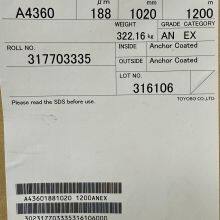 μm mm m
A4360 188 1020 1200
WEIGHT GRADE CATEGORY
322.16 kg AN EX
ROLL NO. INSIDE Anchor Coated
317703335 OUTSIDE Anchor Coated
LOT NO.
316106
Please read the SDS before use. TOYOBO CO.,LTD.
A43601881020 1200ANEX
302317703335316106000